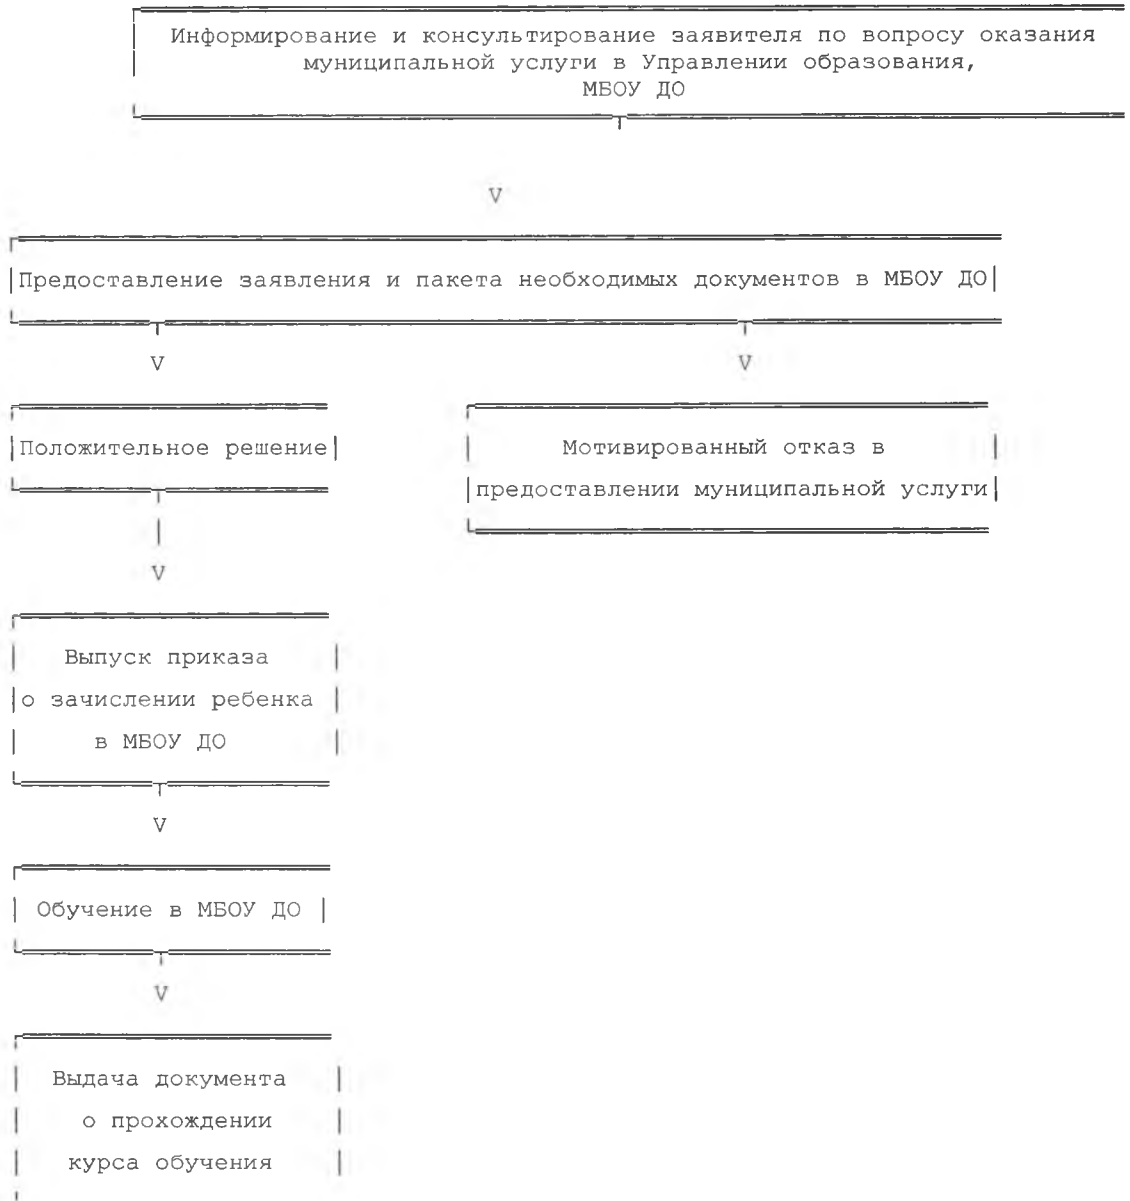 Информирование и консультирование заявителя по вопросу оказания
муниципальной услуги в Управлении образования,
МБОУ ДО
V
Предоставление заявления и пакета необходимых документов в МБОУ ДО
V V
Положительное решение
Мотивированный отказ в
предоставлении муниципальной услуги
V
Выпуск приказа
о зачислении ребенка
в МБОУ ДО
V
Обучение в МБОУ ДО
V
Выдача документа
о прохождении
курса обучения